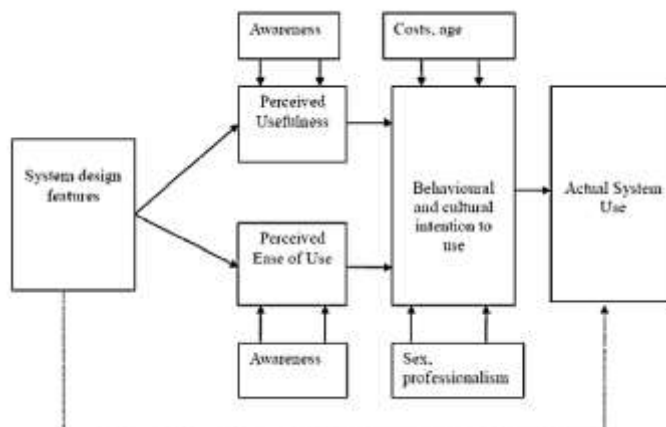 Awareness
Costs, age
Perceived
Usefulness
System design
features
Behavioural
and cultural
intention to
use
Actual System
Use
Perceived
Ease of Use
Awareness
Sex,
professionalism